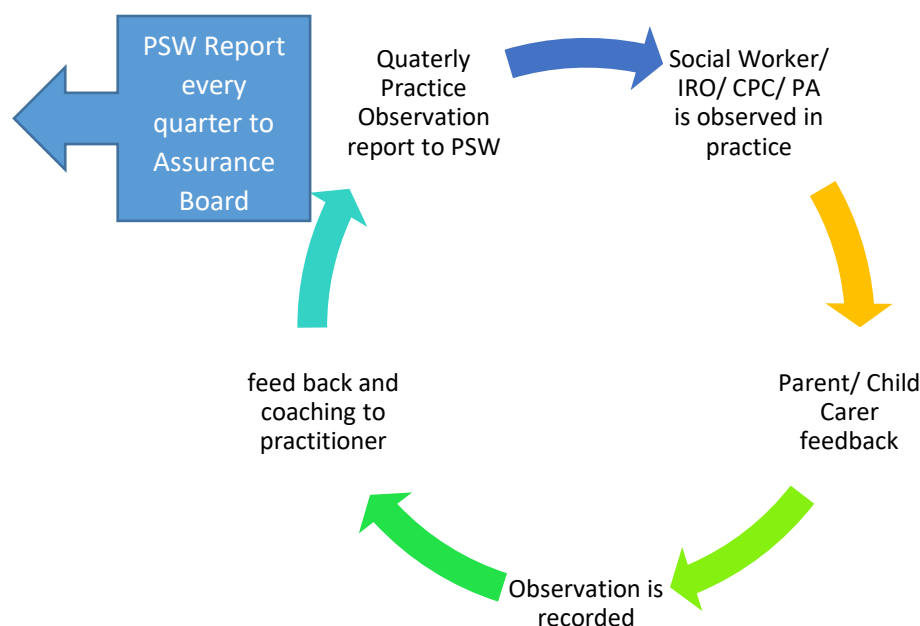 PSW Report
every
quarter to
Assurance
Board
Quaterly
Practice
Observation
report to PSW
Social Worker/
IRO/ CPC/ PA
is observed in
practice
Parent/ Child
Carer
feedback
Observation is
recorded
feed back and
coaching to
practitioner